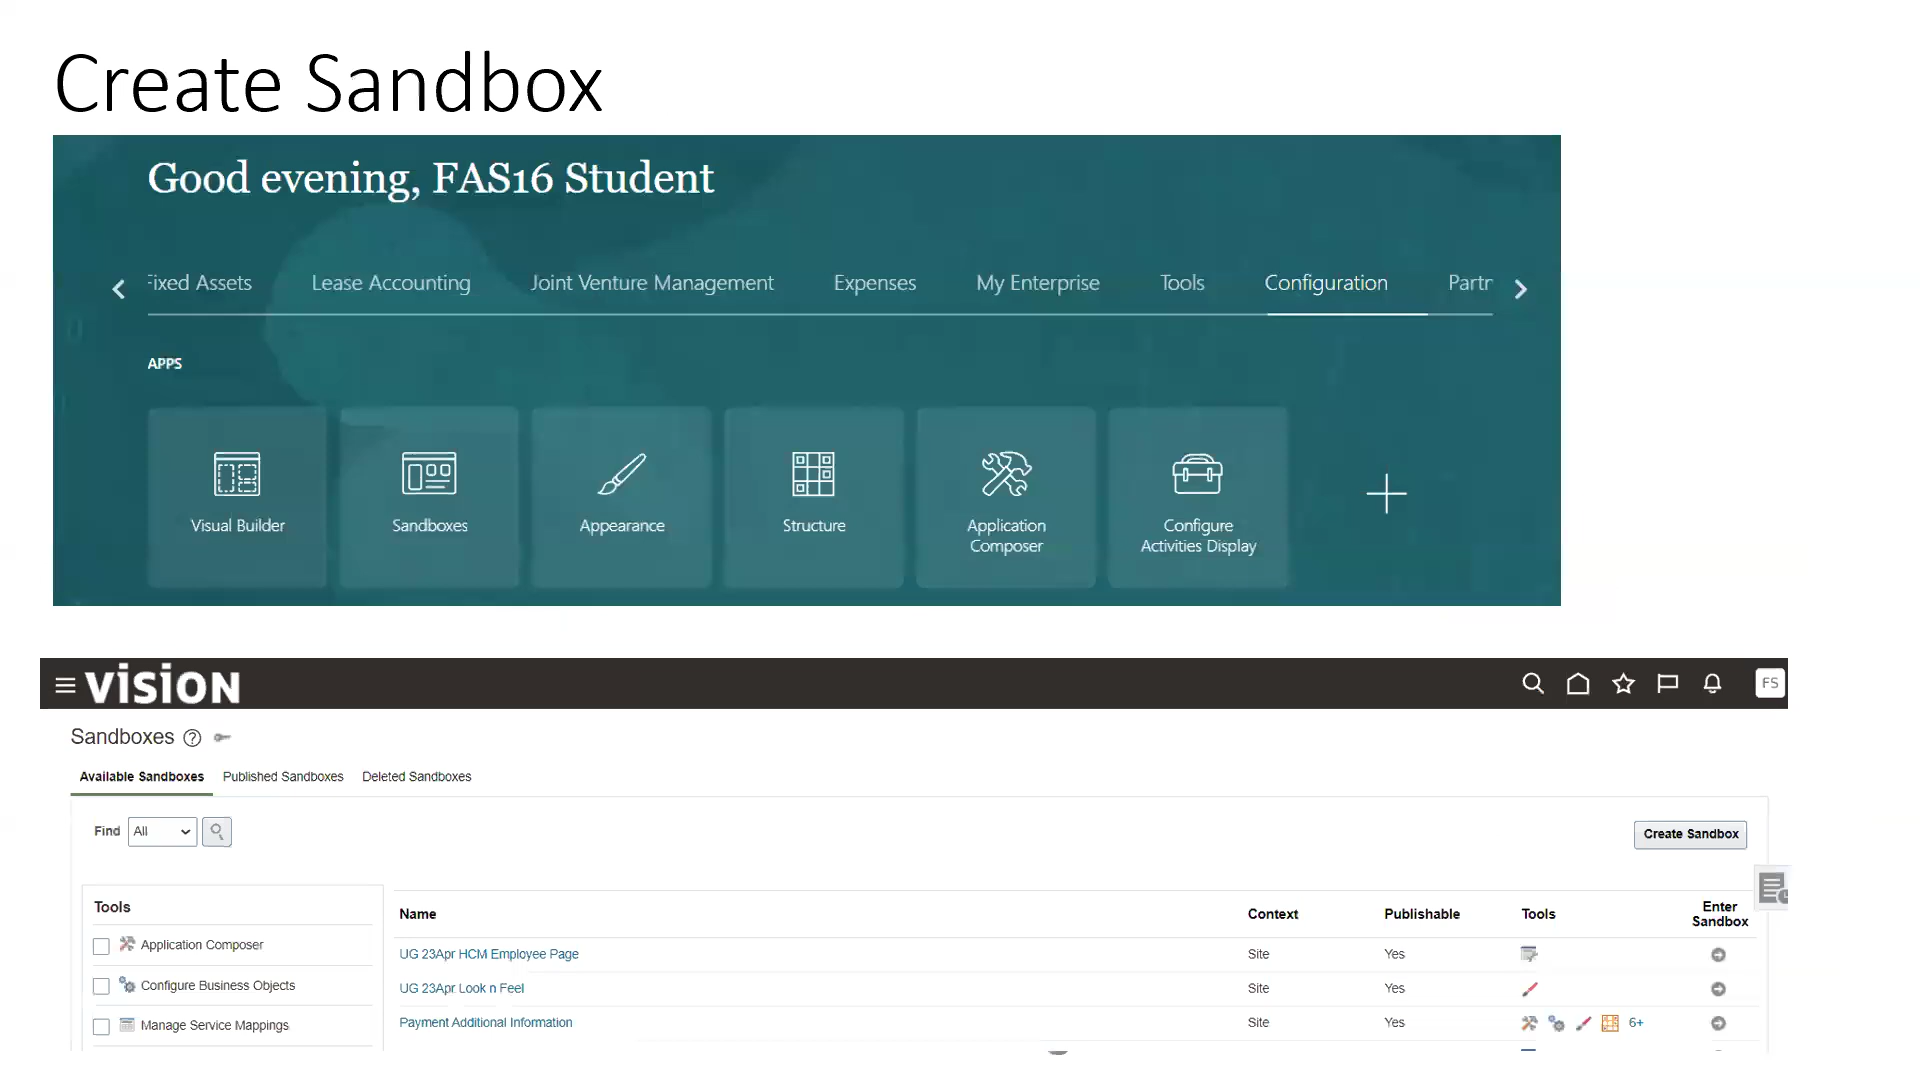 Create Sandbox
Good evening, FAS16 Student
Fixed Assets Lease Accounting Joint Venture Management Expenses My Enterprise Tools Configuration Partr
APPS
Visual Builder Sandboxes Appearance Structure Application Composer Configure Activities Display
VISION
FS
Sandboxes
Available Sandboxes Published Sandboxes Deleted Sandboxes
Find All
Create Sandbox
Tools
Application Composer
Configure Business Objects
Manage Service Mappings
Name Context Publishable Tools Enter Sandbox
UG 23Apr HCM Employee Page Site Yes
UG 23Apr Look n Feel Site Yes
Payment Additional Information Site Yes 6+